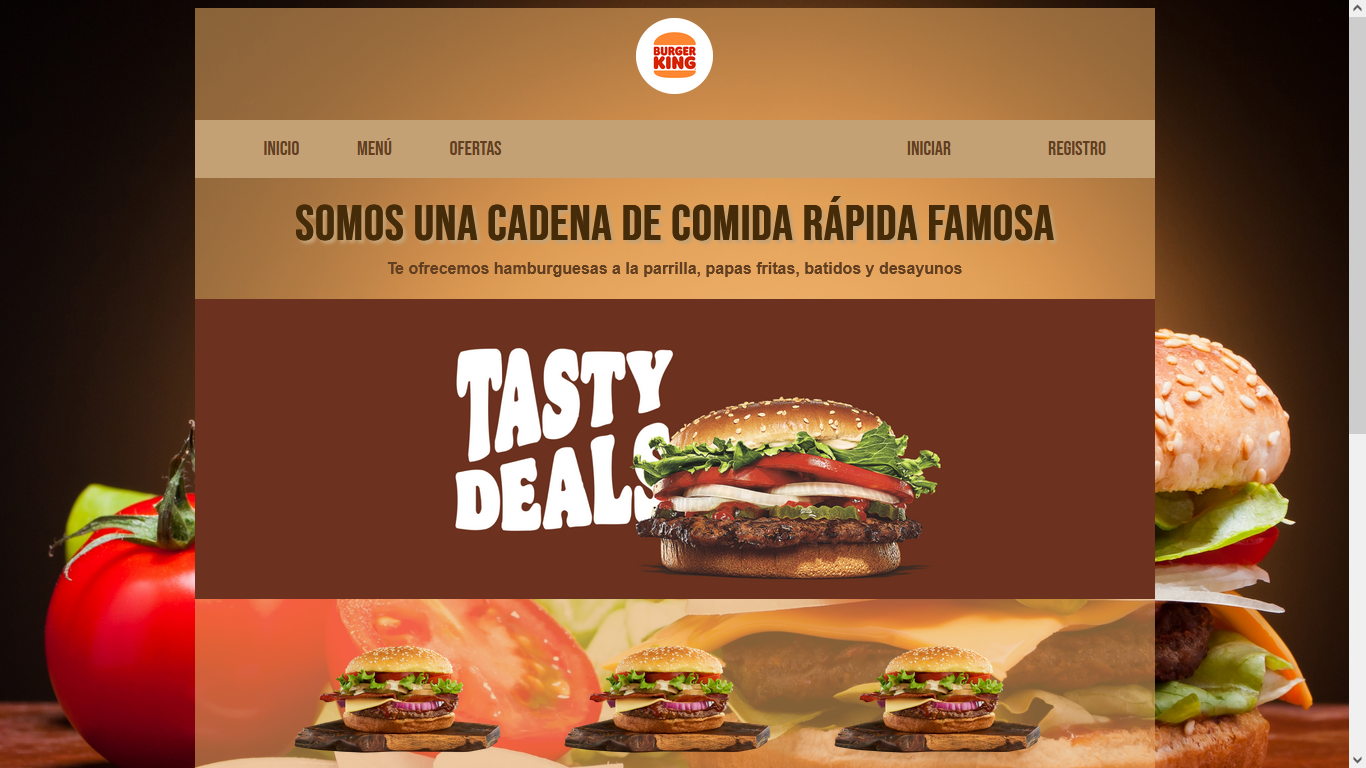 BURGER
KING
INICIO MENÚ OFERTAS INICIAR REGISTRO
SOMOS UNA CADENA DE COMIDA RÁPIDA FAMOSA
Te ofrecemos hamburguesas a la parrilla, papas fritas, batidos y desayunos
TASTY
DEALS